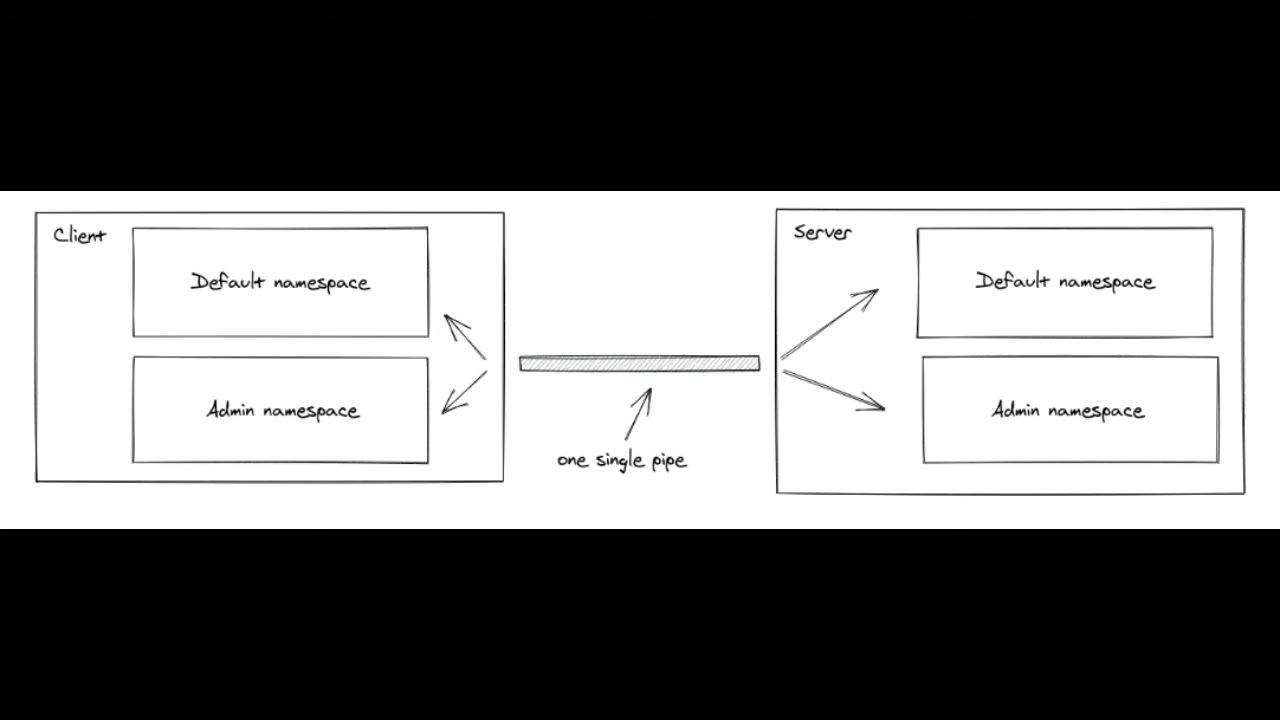 Client
Default namespace
Admin namespace
one single pipe
Server
Default namespace
Admin namespace